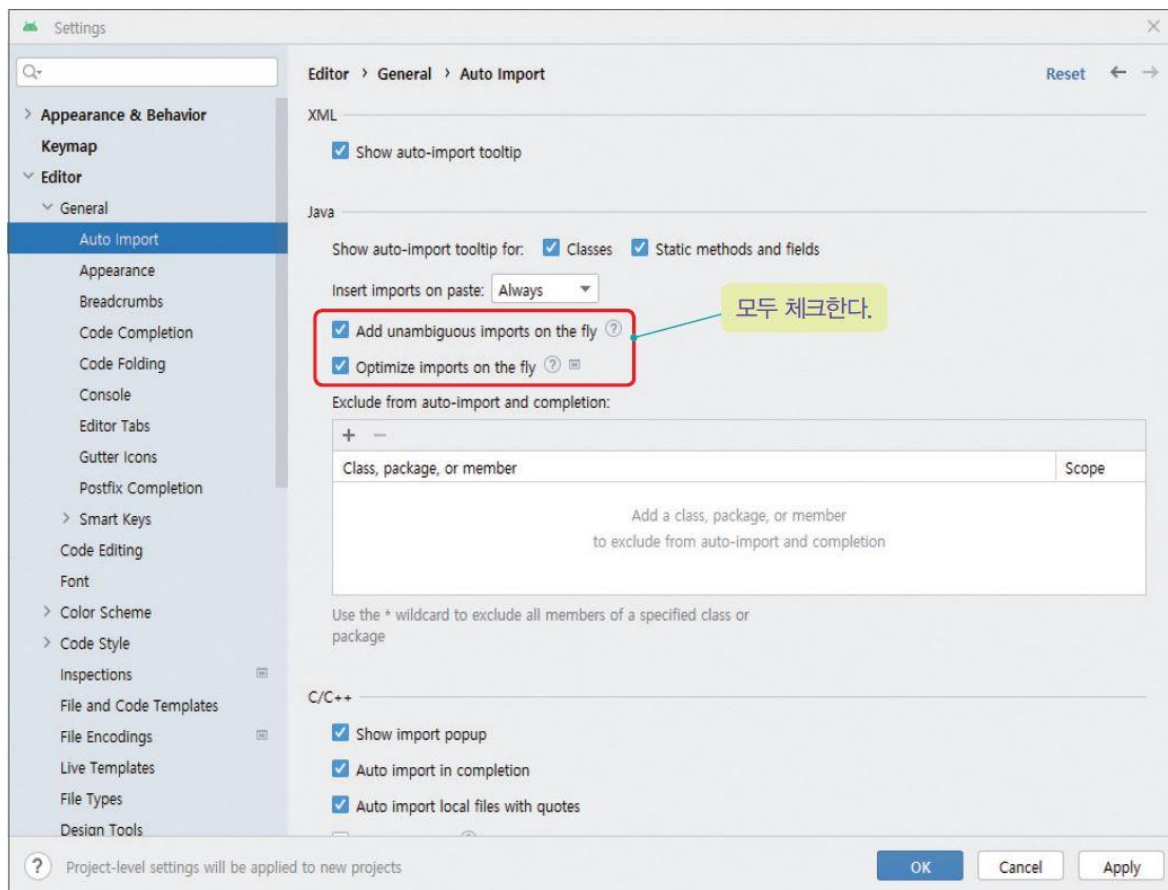 Settings
Editor > General > Auto Import
Reset
Appearance & Behavior
Keymap
Editor
General
Auto Import
Appearance
Breadcrumbs
Code Completion
Code Folding
Console
Editor Tabs
Gutter Icons
Postfix Completion
Smart Keys
Code Editing
Font
Color Scheme
Code Style
Inspections
File and Code Templates
File Encodings
Live Templates
File Types
Design Tools
XML
Show auto-import tooltip
Java
Show auto-import tooltip for: Classes Static methods and fields
Insert imports on paste: Always
모두 체크한다.
Add unambiguous imports on the fly ?
Optimize imports on the fly ?
Exclude from auto-import and completion:
+ −
Class, package, or member Scope
Add a class, package, or member
to exclude from auto-import and completion
Use the * wildcard to exclude all members of a specified class or
package
C/C++
Show import popup
Auto import in completion
Auto import local files with quotes
? Project-level settings will be applied to new projects
OK Cancel Apply